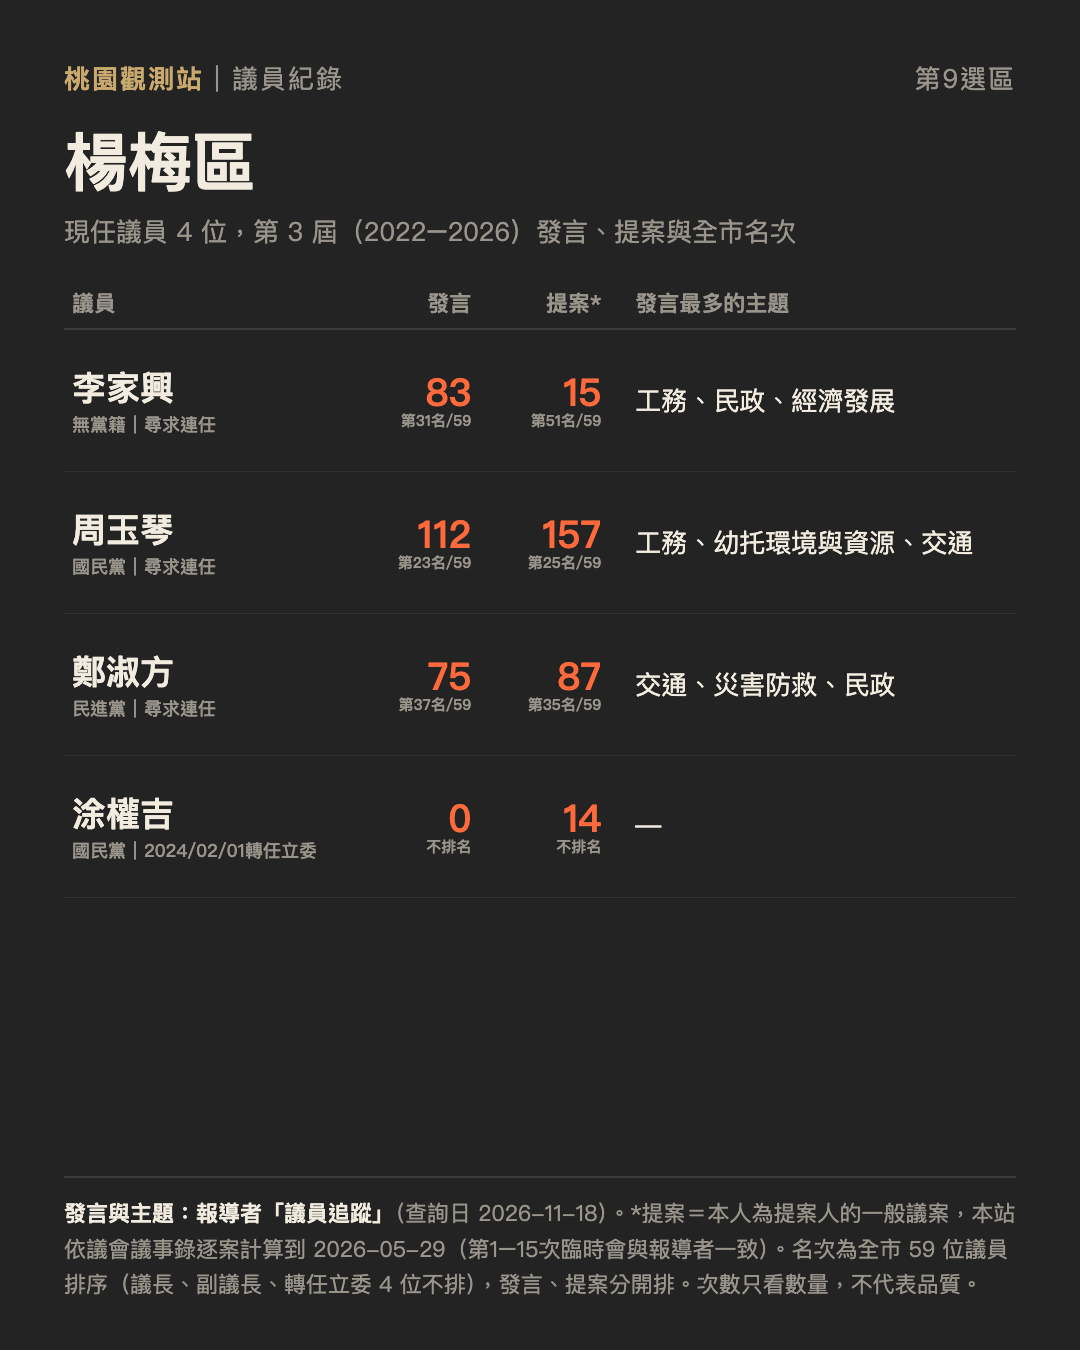 桃園觀測站｜議員紀錄
第9選區
楊梅區
現任議員 4 位，第 3 屆（2022—2026）發言、提案與全市名次
議員 發言 提案* 發言最多的主題
李家興 83 15 工務、民政、經濟發展
無黨籍｜尋求連任 第31名/59 第51名/59
周玉琴 112 157 工務、幼托環境與資源、交通
國民黨｜尋求連任 第23名/59 第25名/59
鄭淑方 75 87 交通、災害防救、民政
民進黨｜尋求連任 第37名/59 第35名/59
涂權吉 0 14 —
國民黨｜2024/02/01轉任立委 不排名 不排名
發言與主題：報導者「議員追蹤」（查詢日 2026-11-18）。*提案＝本人為提案人的一般議案，本站
依議會議事錄逐案計算到 2026-05-29（第1—15次臨時會與報導者一致）。名次為全市 59 位議員
排序（議長、副議長、轉任立委 4 位不排），發言、提案分開排。次數只看數量，不代表品質。